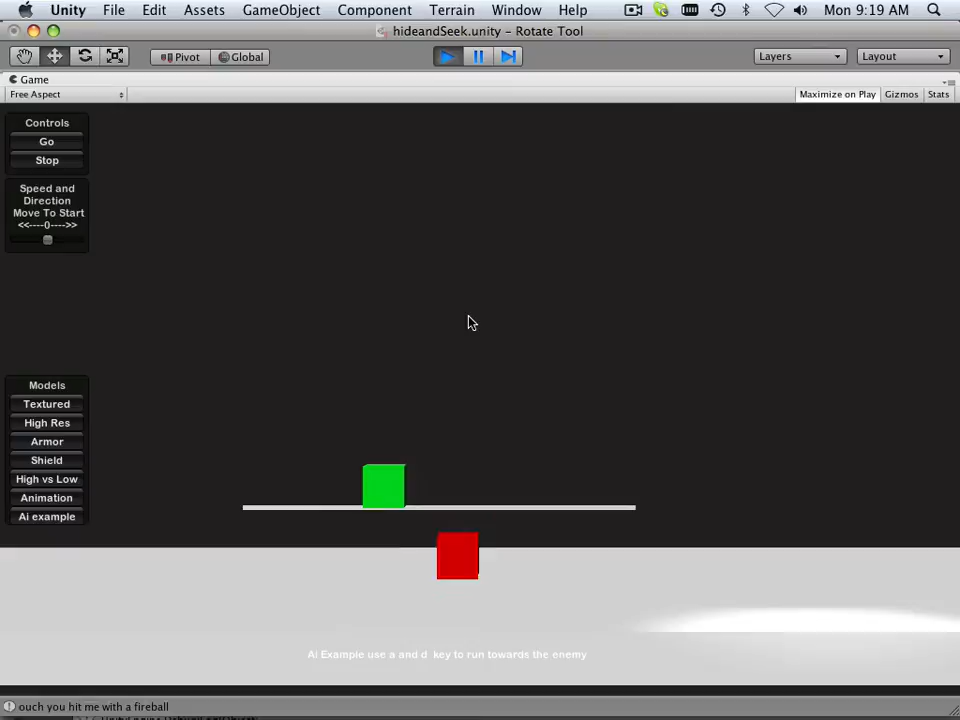 Unity File Edit Assets GameObject Component Terrain Window Help Mon 9:19 AM
hideandSeek.unity – Rotate Tool
Pivot Global Layers Layout
Game
Free Aspect Maximize on Play Gizmos Stats
Controls
Go
Stop
Speed and
Direction
Move To Start
<<----0---->>
Models
Textured
High Res
Armor
Shield
High vs Low
Animation
Ai example
Ai Example use a and d key to run towards the enemy
ouch you hit me with a fireball